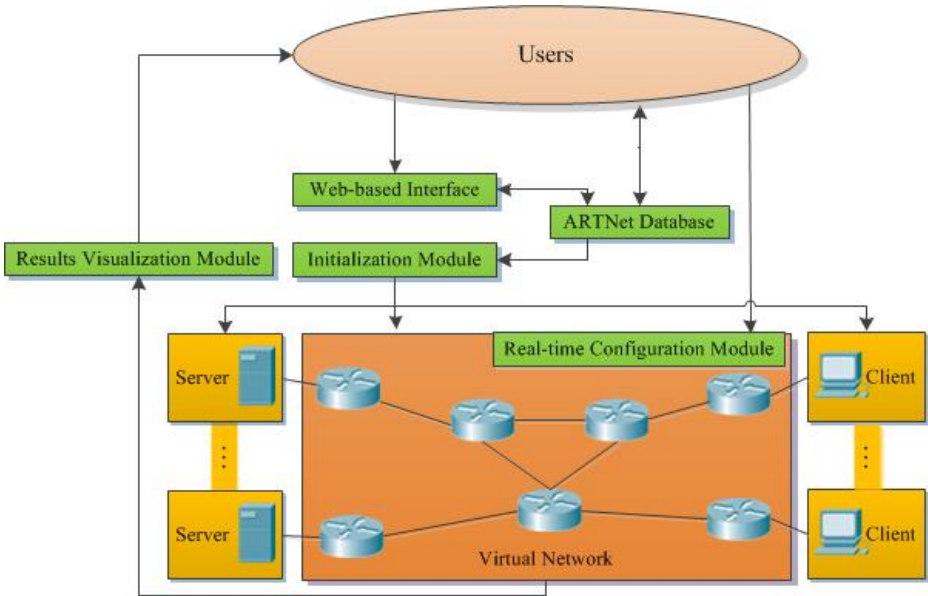 Users
Web-based Interface
ARTNet Database
Results Visualization Module
Initialization Module
Real-time Configuration Module
Server
Client
Server
Client
Virtual Network